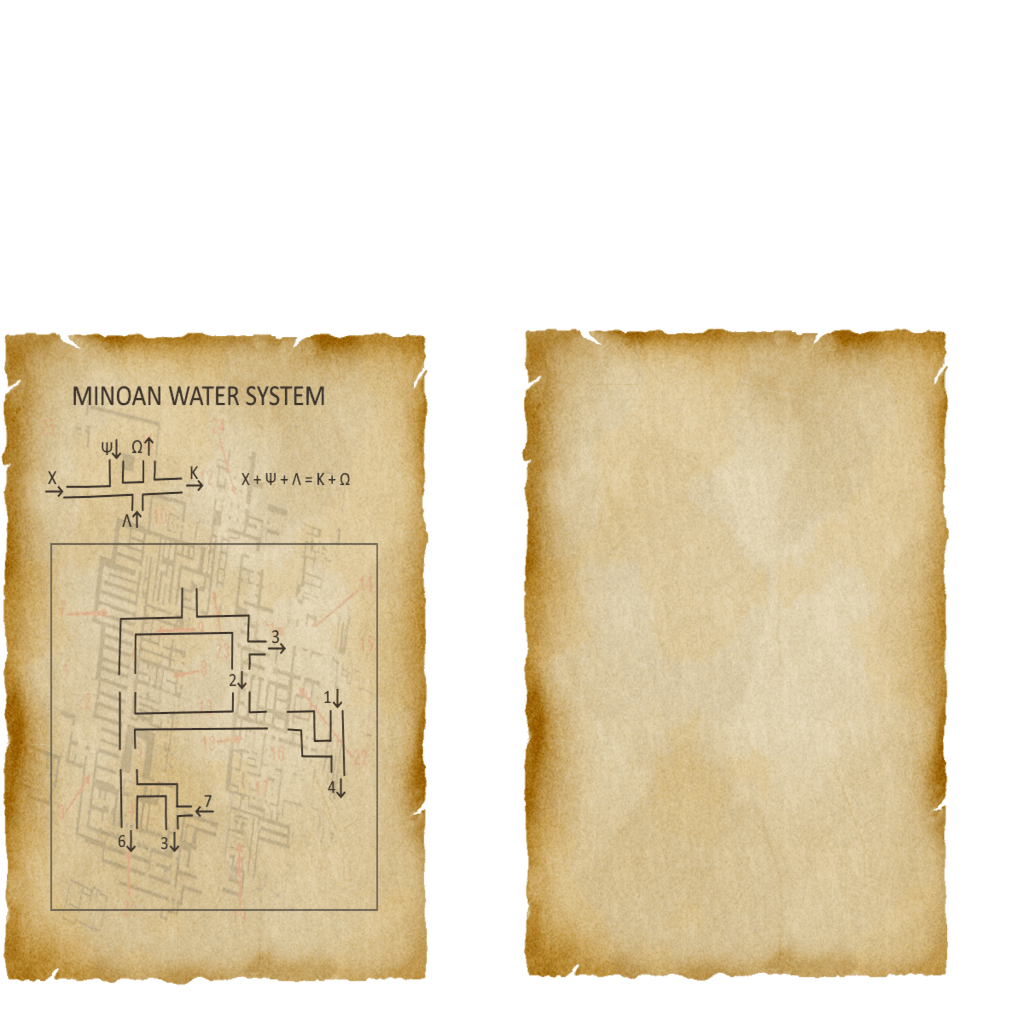 MINOAN WATER SYSTEM
Ψ↓ Ω↑
X → K →
X + Ψ + Λ = K + Ω
Λ↑
3 →
2↓
1↓
4↓
7 ←
6↓ 3↓